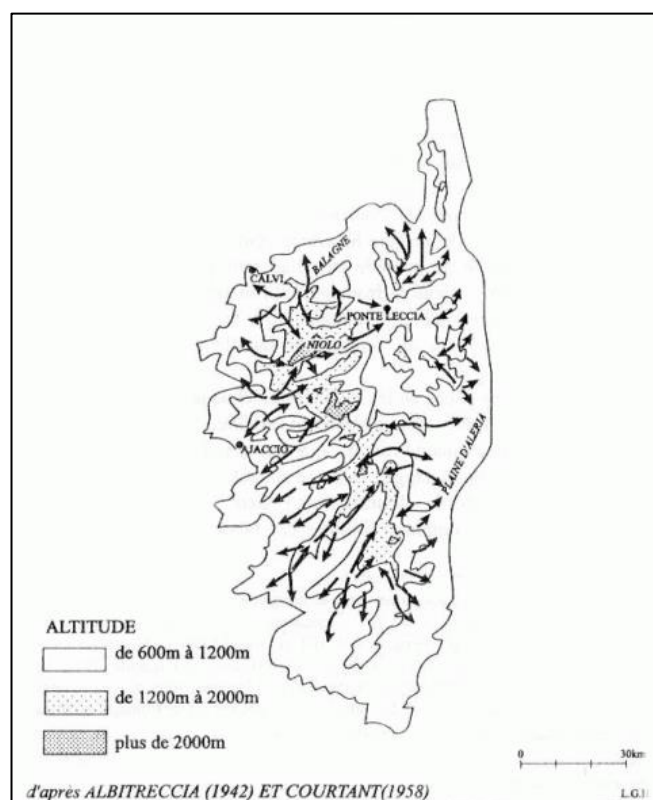 BALAGNE
CALVI
PONTE LECCIA
NIOLO
AJACCIO
PLAINE D'ALERIA
ALTITUDE
de 600m à 1200m
de 1200m à 2000m
plus de 2000m
0 30km
d'après ALBITRECCIA (1942) ET COURTANT(1958)